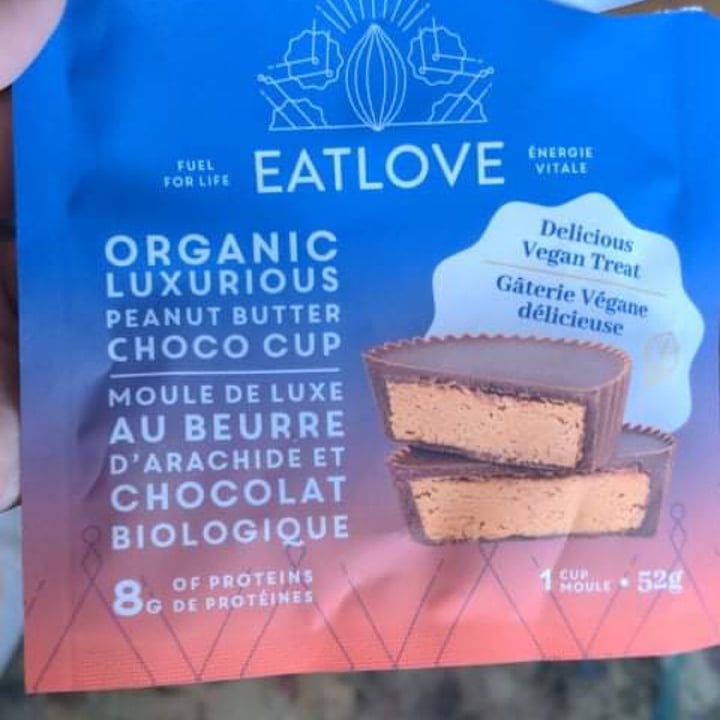 FUEL
FOR LIFE
EATLOVE
ÉNERGIE
VITALE
Delicious
Vegan Treat
Gâterie Végane
délicieuse
ORGANIC
LUXURIOUS
PEANUT BUTTER
CHOCO CUP
MOULE DE LUXE
AU BEURRE
D'ARACHIDE ET
CHOCOLAT
BIOLOGIQUE
8G OF PROTEINS
DE PROTÉINES
1 CUP
MOULE • 52g